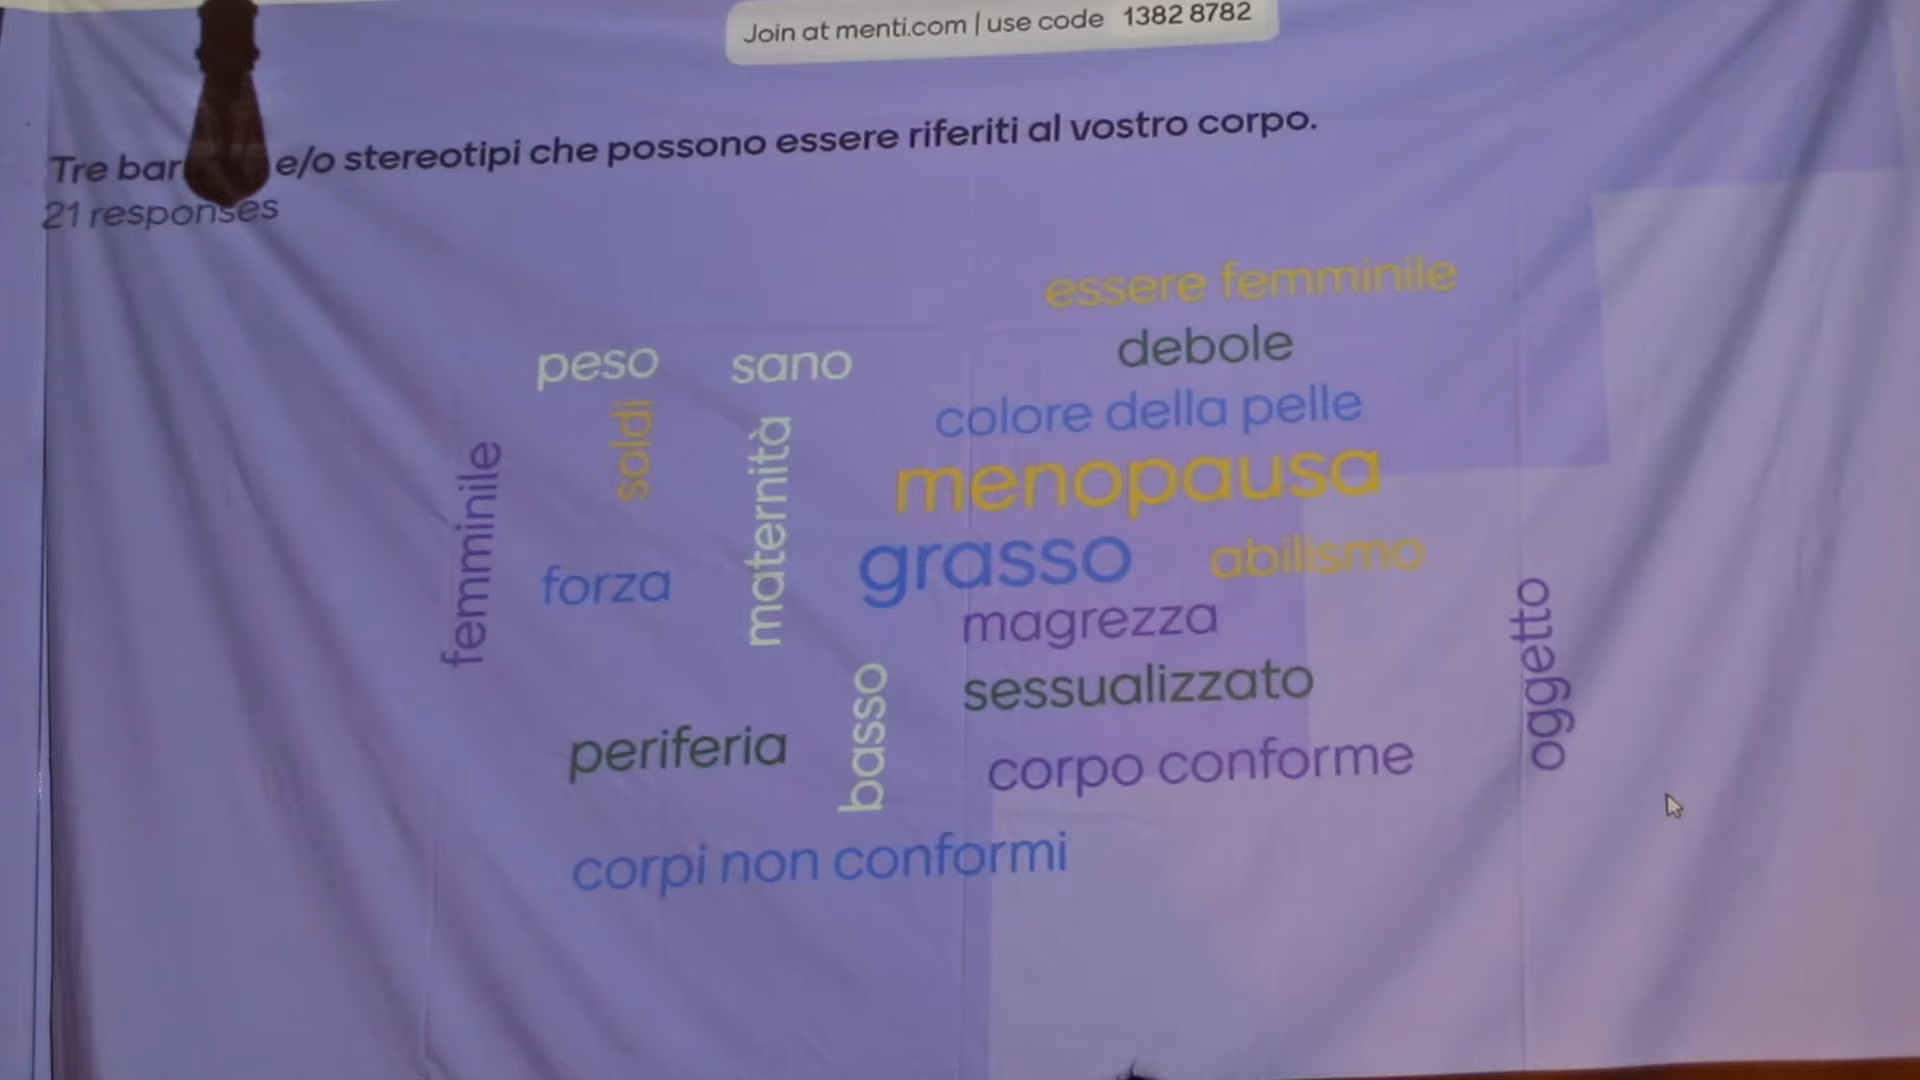 Join at menti.com | use code 1382 8782
Tre bar e/o stereotipi che possono essere riferiti al vostro corpo.
21 responses
essere femminile
debole
peso
sano
colore della pelle
soldi
maternità
menopausa
femminile
forza
grasso
abilismo
magrezza
oggetto
sessualizzato
periferia
basso
corpo conforme
corpi non conformi